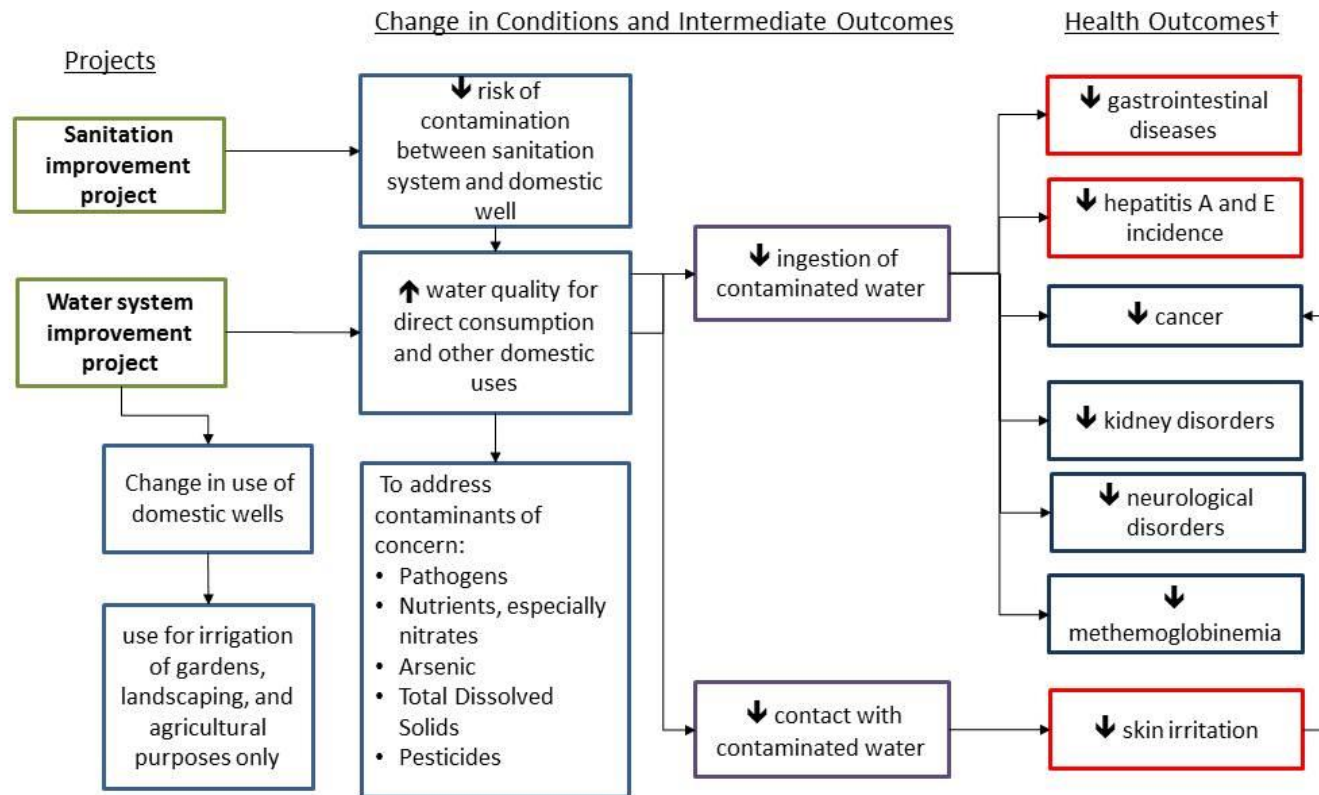 Change in Conditions and Intermediate Outcomes
Health Outcomes†
Projects
Sanitation
improvement
project
↓ risk of
contamination
between sanitation
system and domestic
well
↓ gastrointestinal
diseases
↓ hepatitis A and E
incidence
Water system
improvement
project
↑ water quality for
direct consumption
and other domestic
uses
↓ ingestion of
contaminated water
↓ cancer
↓ kidney disorders
↓ neurological
disorders
↓
methemoglobinemia
Change in use of
domestic wells
use for irrigation
of gardens,
landscaping, and
agricultural
purposes only
To address
contaminants of
concern:
• Pathogens
• Nutrients, especially
nitrates
• Arsenic
• Total Dissolved
Solids
• Pesticides
↓ contact with
contaminated water
↓ skin irritation